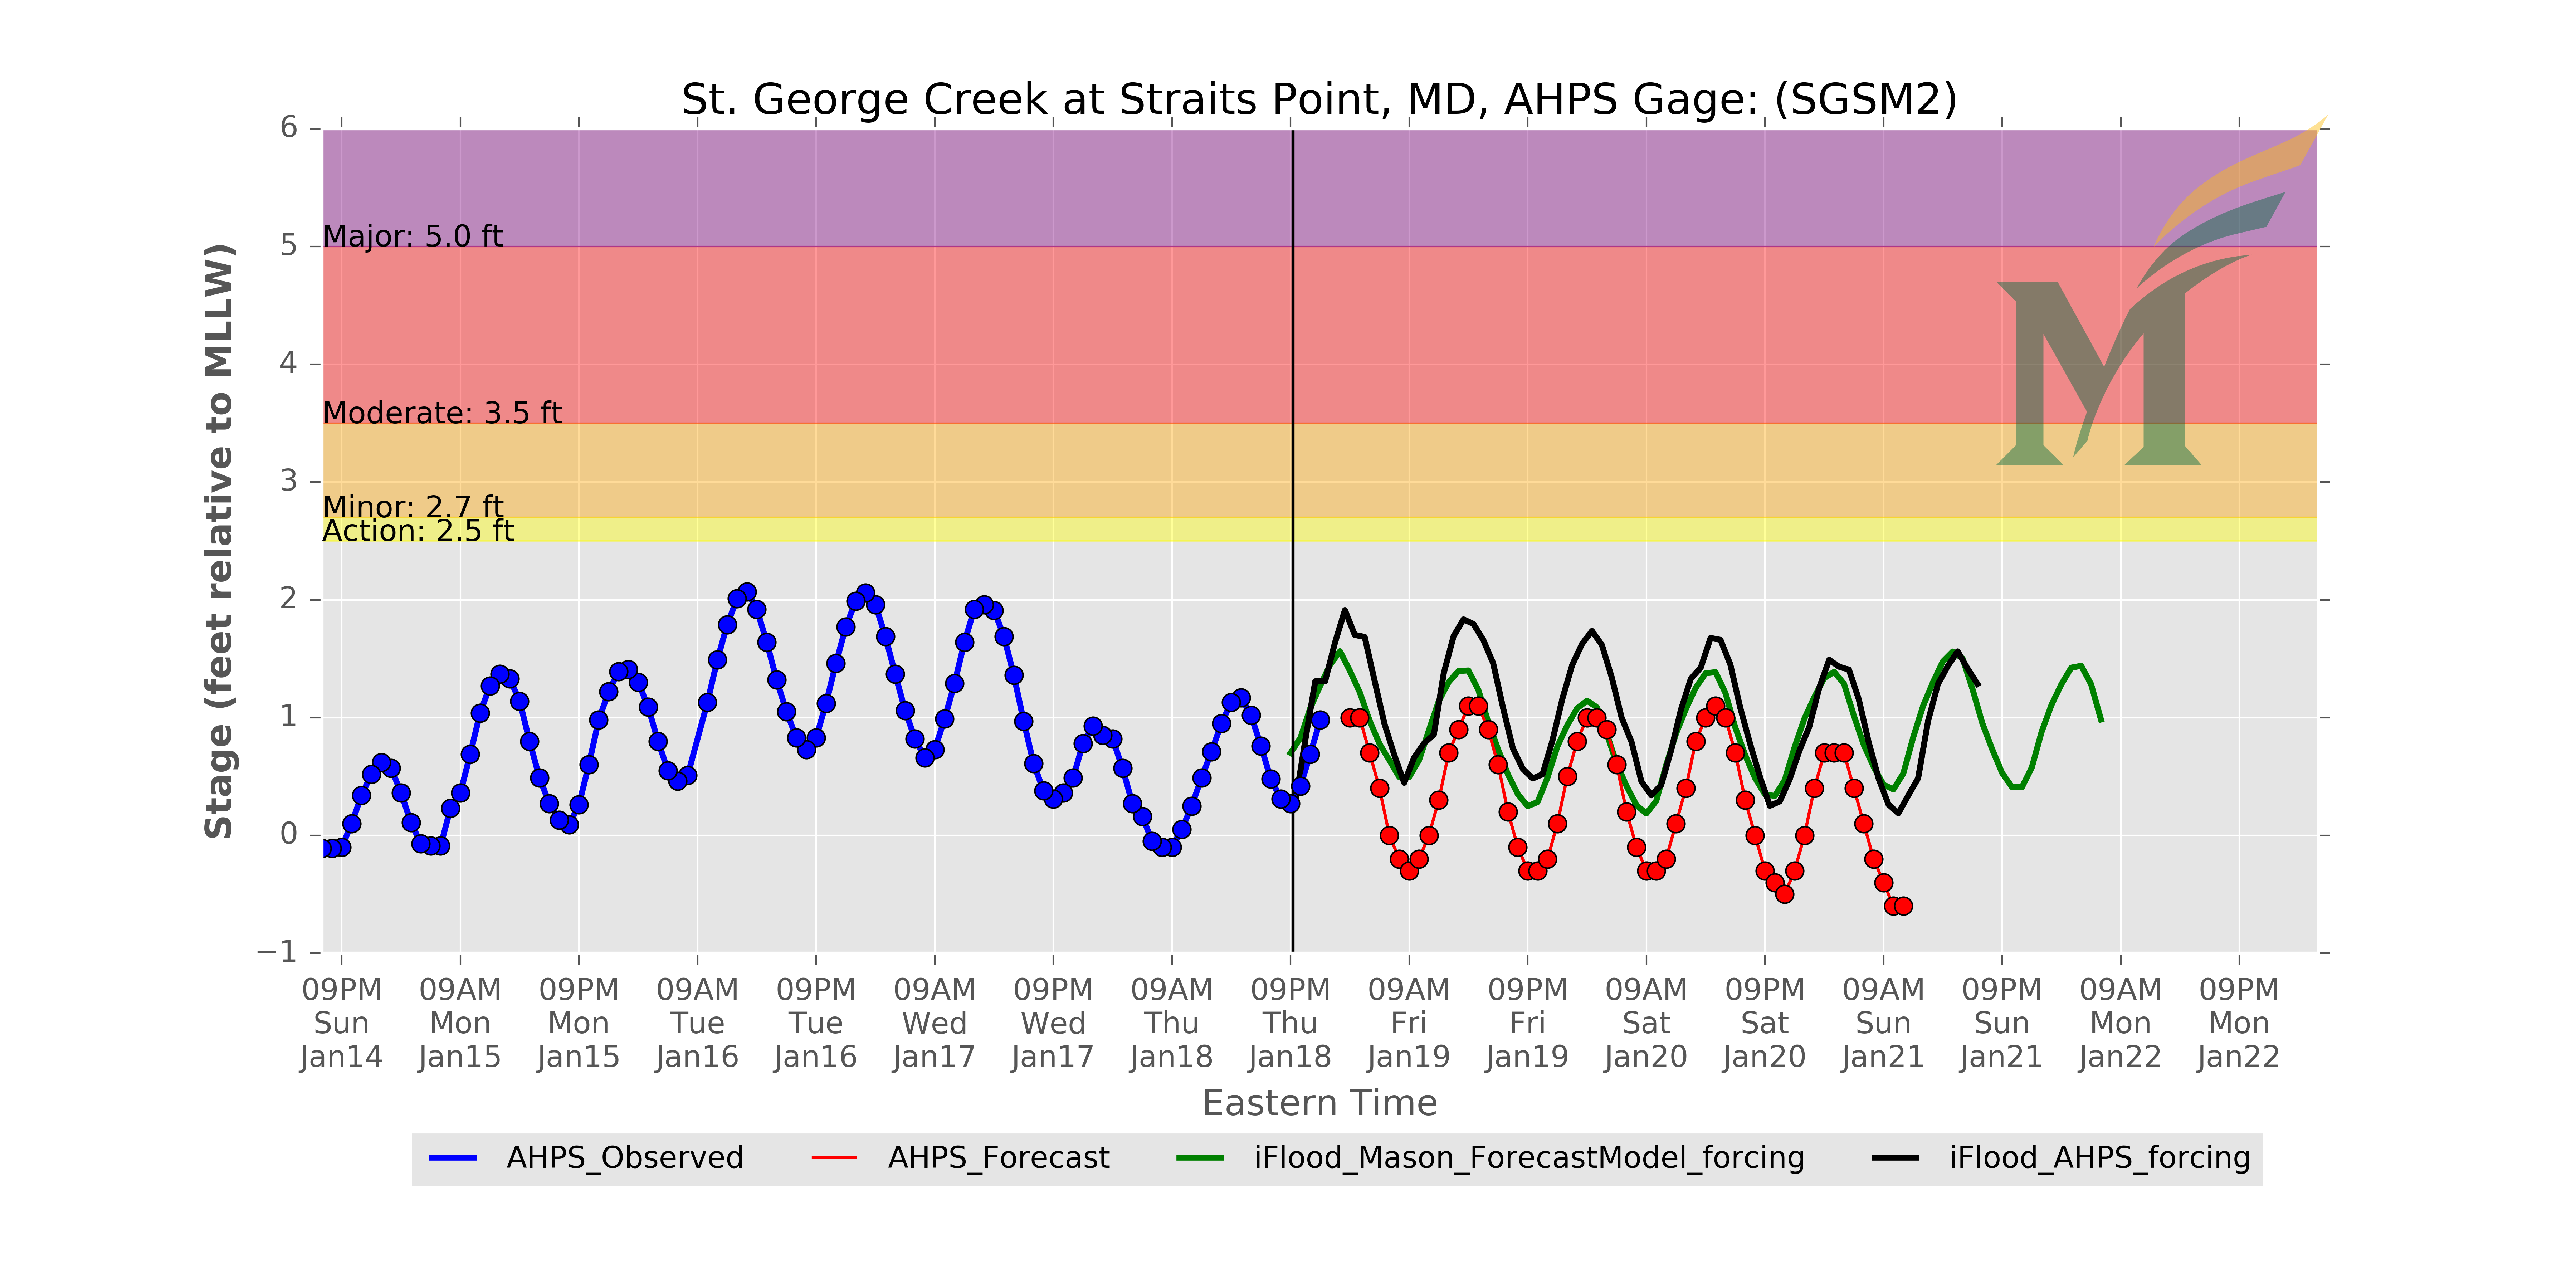 St. George Creek at Straits Point, MD, AHPS Gage: (SGSM2)
Stage (feet relative to MLLW)
6
5
4
3
2
1
0
−1
Major: 5.0 ft
Moderate: 3.5 ft
Minor: 2.7 ft
Action: 2.5 ft
M
09PM 09AM 09PM 09AM 09PM 09AM 09PM 09AM 09PM 09AM 09PM 09AM 09PM 09AM 09PM 09AM 09PM
Sun Mon Mon Tue Tue Wed Wed Thu Thu Fri Fri Sat Sat Sun Sun Mon Mon
Jan14 Jan15 Jan15 Jan16 Jan16 Jan17 Jan17 Jan18 Jan18 Jan19 Jan19 Jan20 Jan20 Jan21 Jan21 Jan22 Jan22
Eastern Time
AHPS_Observed AHPS_Forecast iFlood_Mason_ForecastModel_forcing iFlood_AHPS_forcing